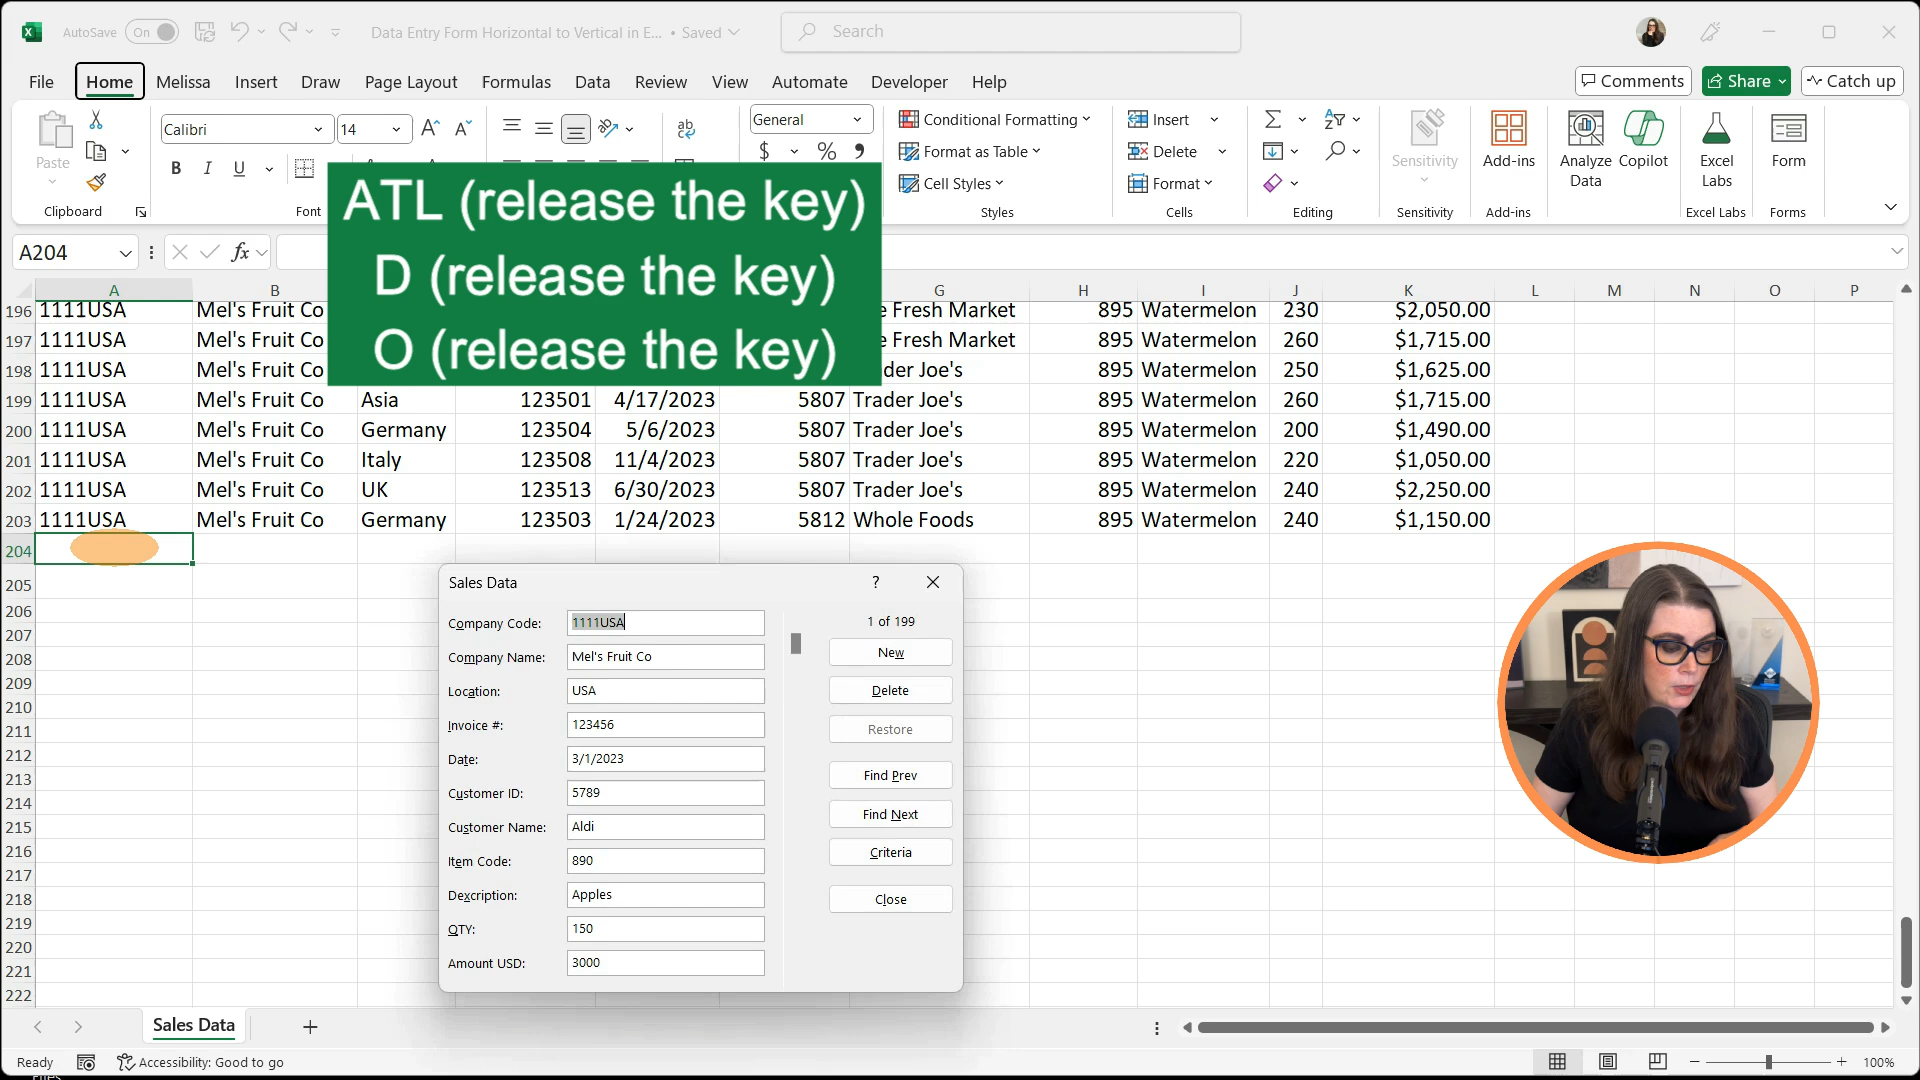 AutoSave On Data Entry Form Horizontal to Vertical in E... • Saved Search
File Home Melissa Insert Draw Page Layout Formulas Data Review View Automate Developer Help Comments Share Catch up
Paste Calibri 14 General Conditional Formatting Insert Sensitivity Add-ins Analyze Data Copilot Excel Labs Form
B I U $ % Format as Table Delete
Cell Styles Format
Clipboard Font Styles Cells Editing Sensitivity Add-ins Excel Labs Forms
ATL (release the key)
D (release the key)
O (release the key)
A204 fx
A B G H I J K L M N O P
196 1111USA Mel's Fruit Co e Fresh Market 895 Watermelon 230 $2,050.00
197 1111USA Mel's Fruit Co e Fresh Market 895 Watermelon 260 $1,715.00
198 1111USA Mel's Fruit Co der Joe's 895 Watermelon 250 $1,625.00
199 1111USA Mel's Fruit Co Asia 123501 4/17/2023 5807 Trader Joe's 895 Watermelon 260 $1,715.00
200 1111USA Mel's Fruit Co Germany 123504 5/6/2023 5807 Trader Joe's 895 Watermelon 200 $1,490.00
201 1111USA Mel's Fruit Co Italy 123508 11/4/2023 5807 Trader Joe's 895 Watermelon 220 $1,050.00
202 1111USA Mel's Fruit Co UK 123513 6/30/2023 5807 Trader Joe's 895 Watermelon 240 $2,250.00
203 1111USA Mel's Fruit Co Germany 123503 1/24/2023 5812 Whole Foods 895 Watermelon 240 $1,150.00
204
205
206
207
208
209
210
211
212
213
214
215
216
217
218
219
220
221
222
Sales Data ?
Company Code: 1111USA 1 of 199
Company Name: Mel's Fruit Co New
Location: USA Delete
Invoice #: 123456 Restore
Date: 3/1/2023 Find Prev
Customer ID: 5789 Find Next
Customer Name: Aldi
Item Code: 890 Criteria
Dexcription: Apples Close
QTY: 150
Amount USD: 3000
Sales Data
Ready Accessibility: Good to go 100%